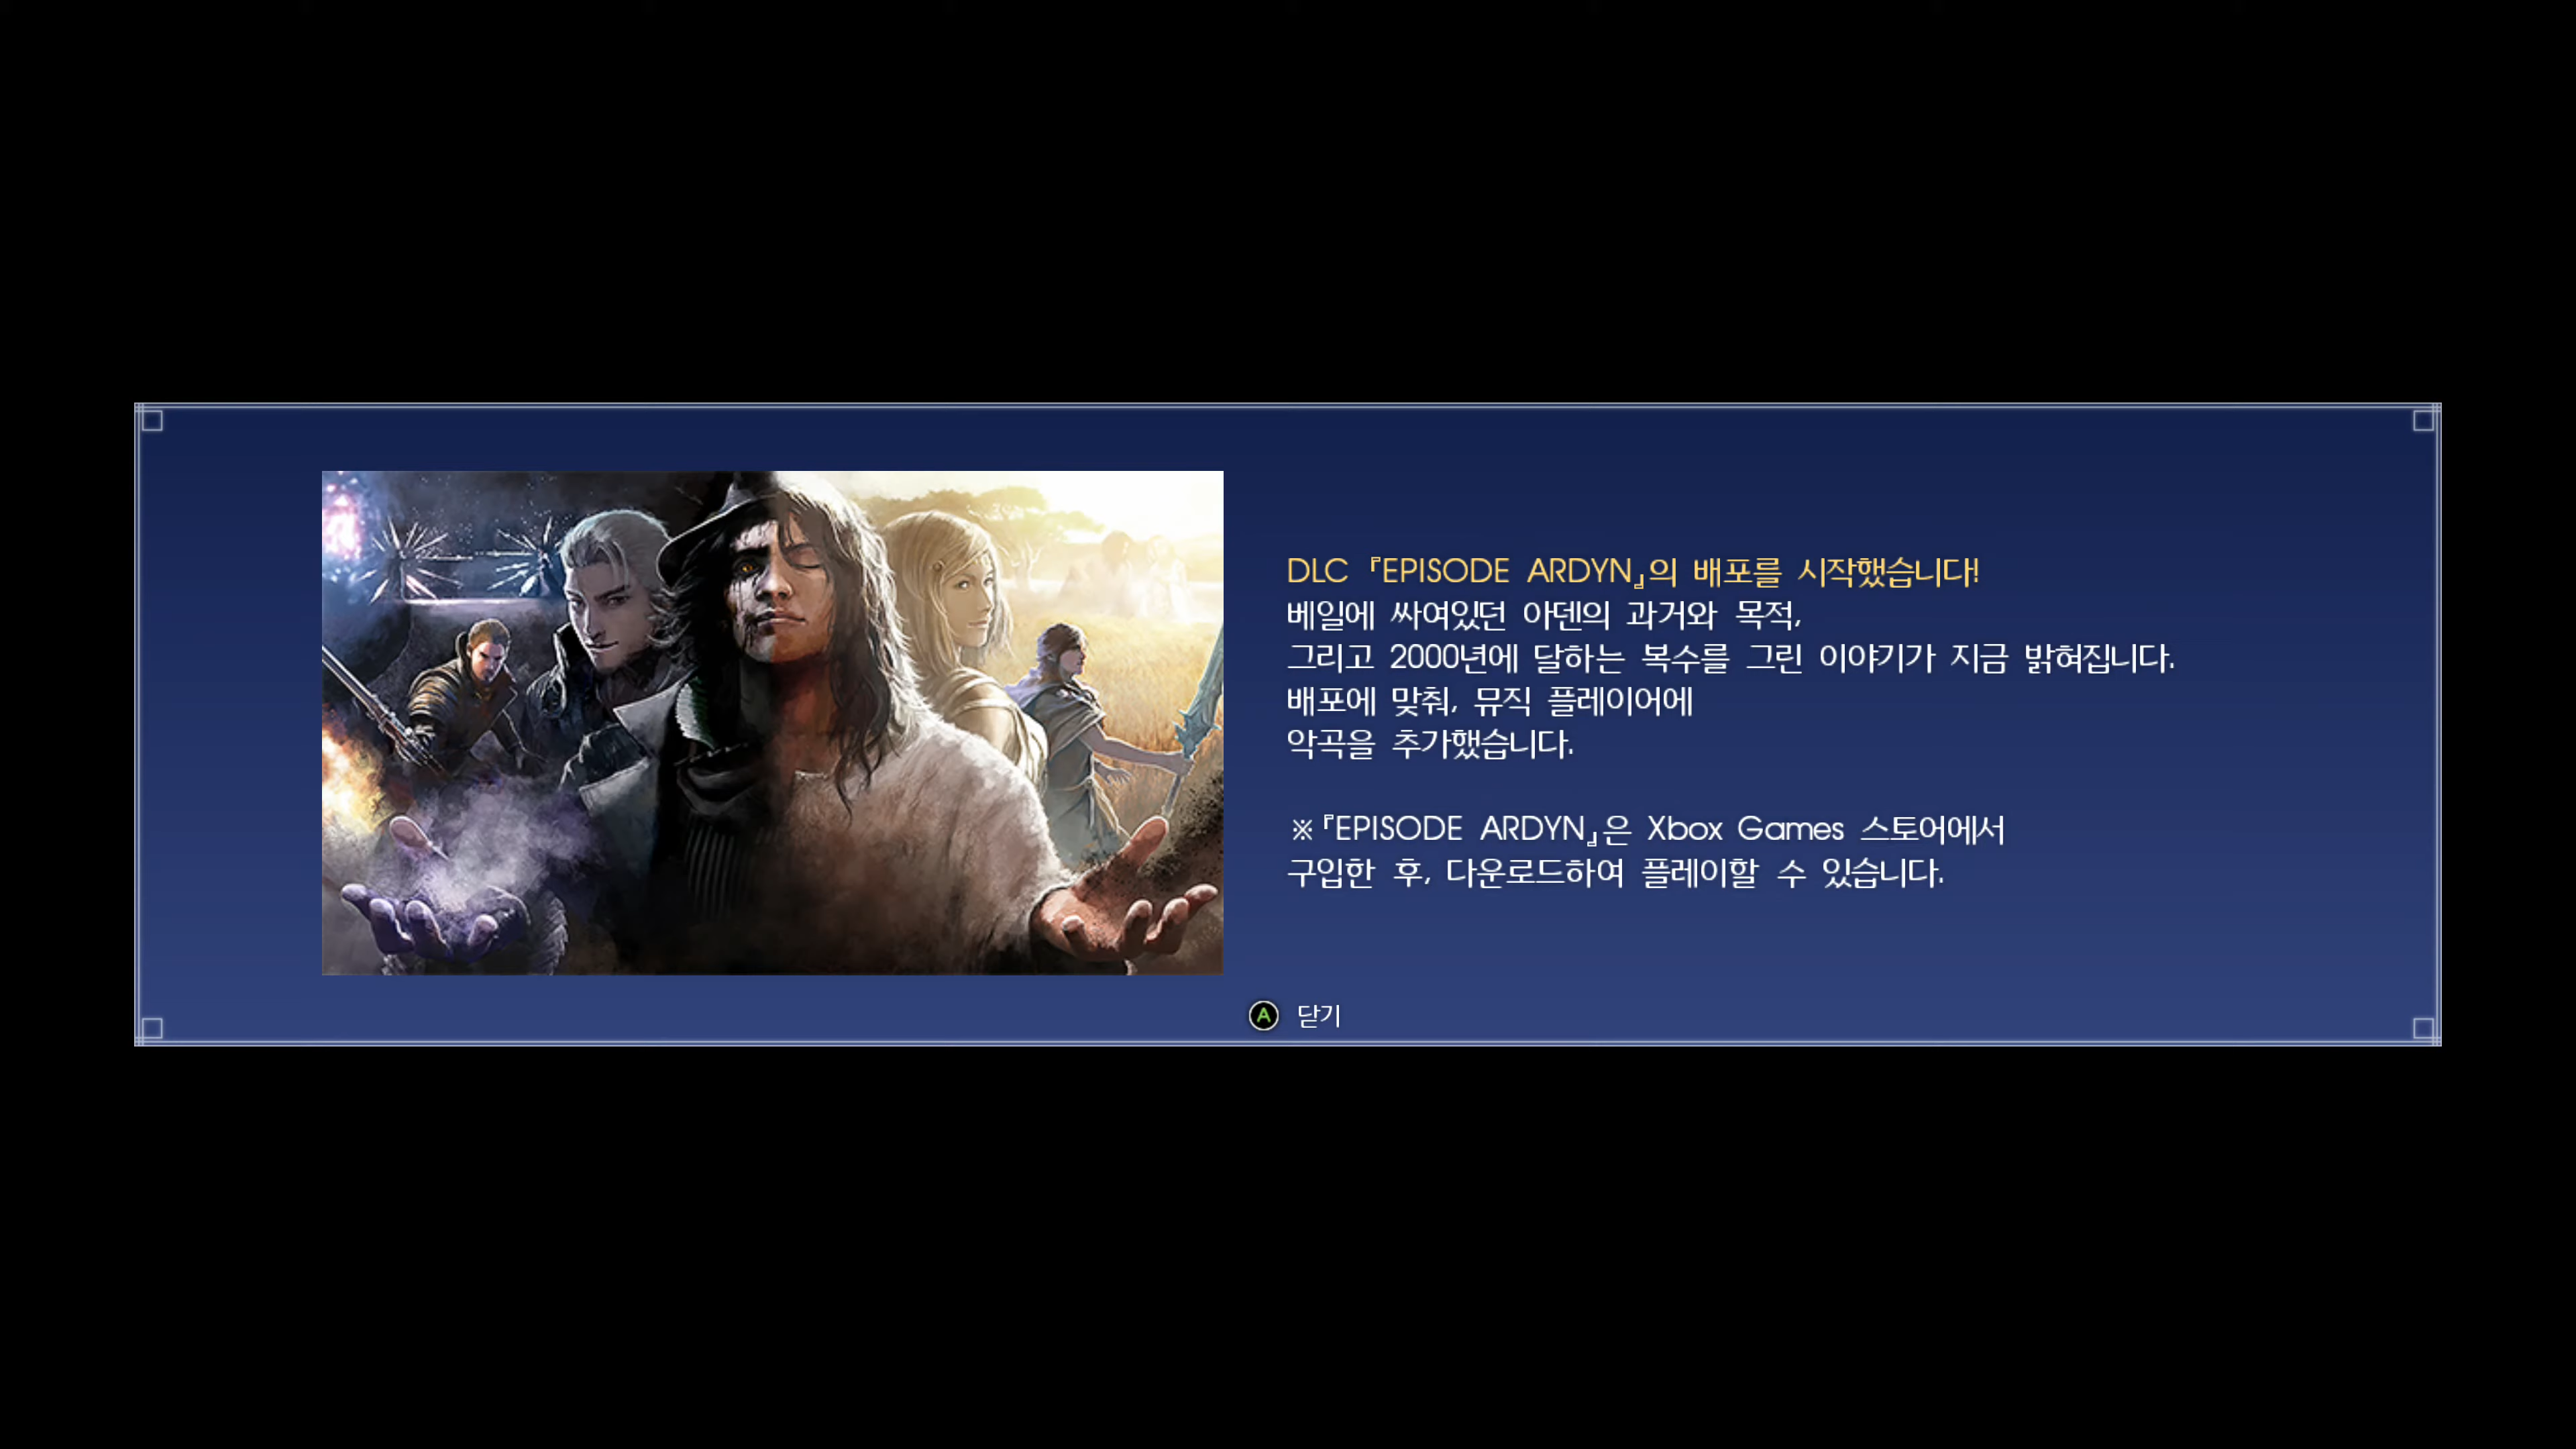 DLC 『EPISODE ARDYN』의 배포를 시작했습니다!
베일에 싸여있던 아덴의 과거와 목적,
그리고 2000년에 달하는 복수를 그린 이야기가 지금 밝혀집니다.
배포에 맞춰, 뮤직 플레이어에
악곡을 추가했습니다.
※『EPISODE ARDYN』은 Xbox Games 스토어에서
구입한 후, 다운로드하여 플레이할 수 있습니다.
A 닫기